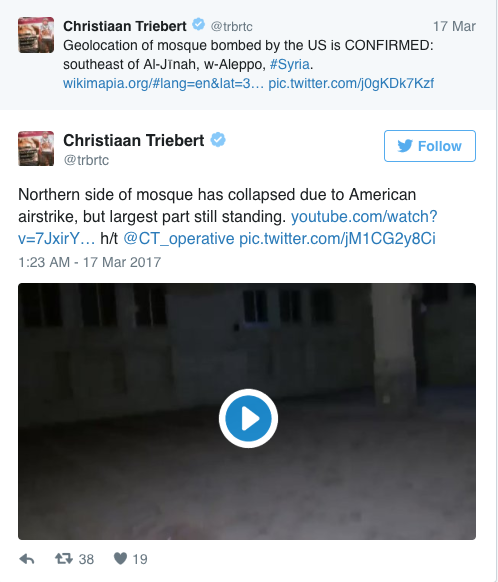 Christiaan Triebert @trbrtc 17 Mar
Geolocation of mosque bombed by the US is CONFIRMED:
southeast of Al-Jīnah, w-Aleppo, #Syria.
wikimapia.org/#lang=en&lat=3… pic.twitter.com/j0gKDk7Kzf
Christiaan Triebert
@trbrtc
Follow
Northern side of mosque has collapsed due to American
airstrike, but largest part still standing. youtube.com/watch?
v=7JxirY… h/t @CT_operative pic.twitter.com/jM1CG2y8Ci
1:23 AM - 17 Mar 2017
38 19